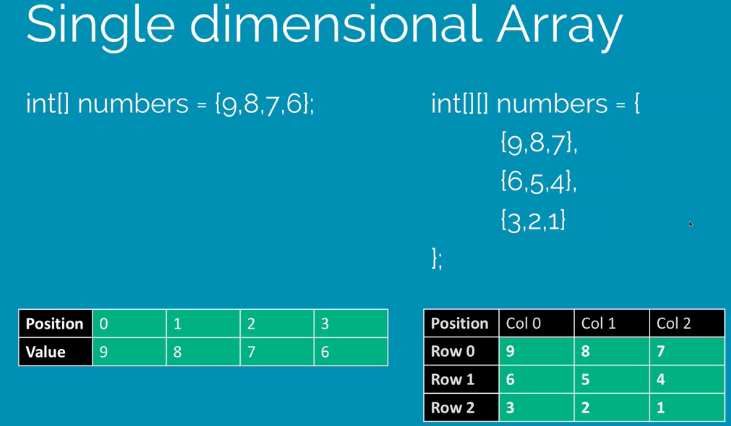 Single dimensional Array
int[] numbers = {9,8,7,6};
Position 0 1 2 3
Value 9 8 7 6
int[][] numbers = {
{9,8,7},
{6,5,4},
{3,2,1}
};
Position Col 0 Col 1 Col 2
Row 0 9 8 7
Row 1 6 5 4
Row 2 3 2 1